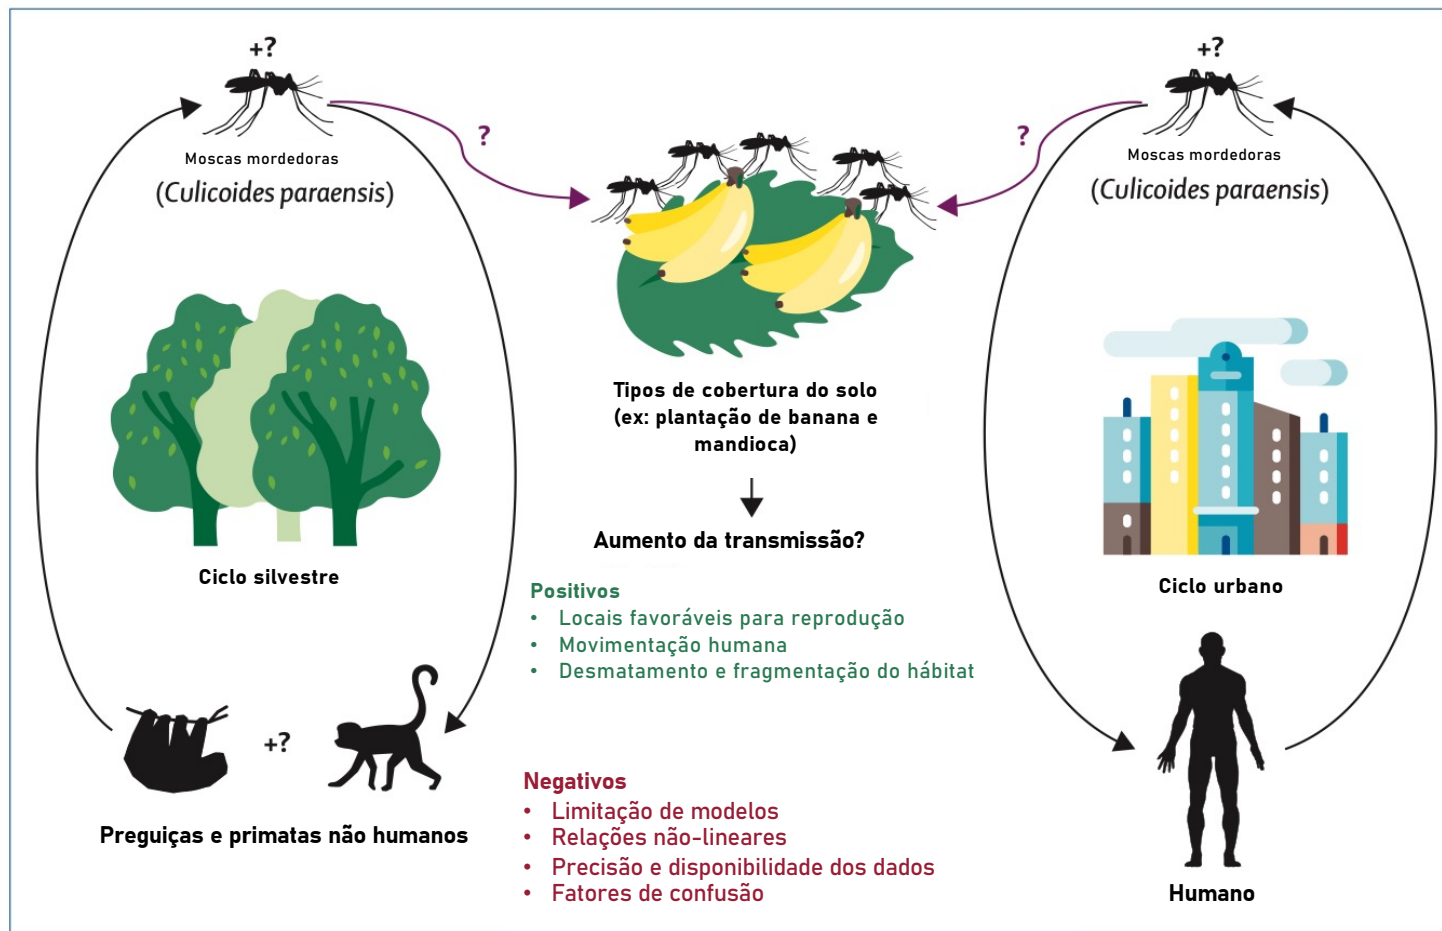 +?
Moscas mordedoras
(Culicoides paraensis)
?
Ciclo silvestre
+?
Preguiças e primatas não humanos
Tipos de cobertura do solo
(ex: plantação de banana e
mandioca)
Aumento da transmissão?
Positivos
• Locais favoráveis para reprodução
• Movimentação humana
• Desmatamento e fragmentação do hábitat
Negativos
• Limitação de modelos
• Relações não-lineares
• Precisão e disponibilidade dos dados
• Fatores de confusão
+?
?
Moscas mordedoras
(Culicoides paraensis)
Ciclo urbano
Humano